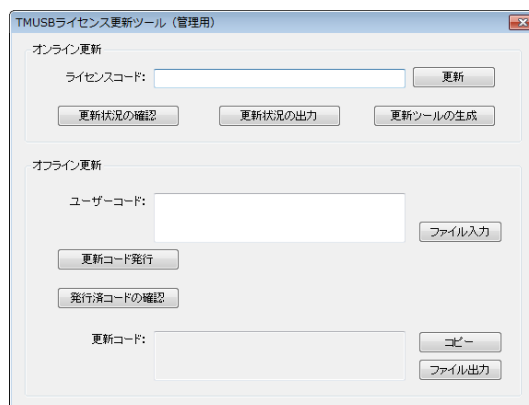 TMUSBライセンス更新ツール（管理用）
オンライン更新
ライセンスコード:
更新
更新状況の確認
更新状況の出力
更新ツールの生成
オフライン更新
ユーザーコード:
ファイル入力
更新コード発行
発行済コードの確認
更新コード:
コピー
ファイル出力